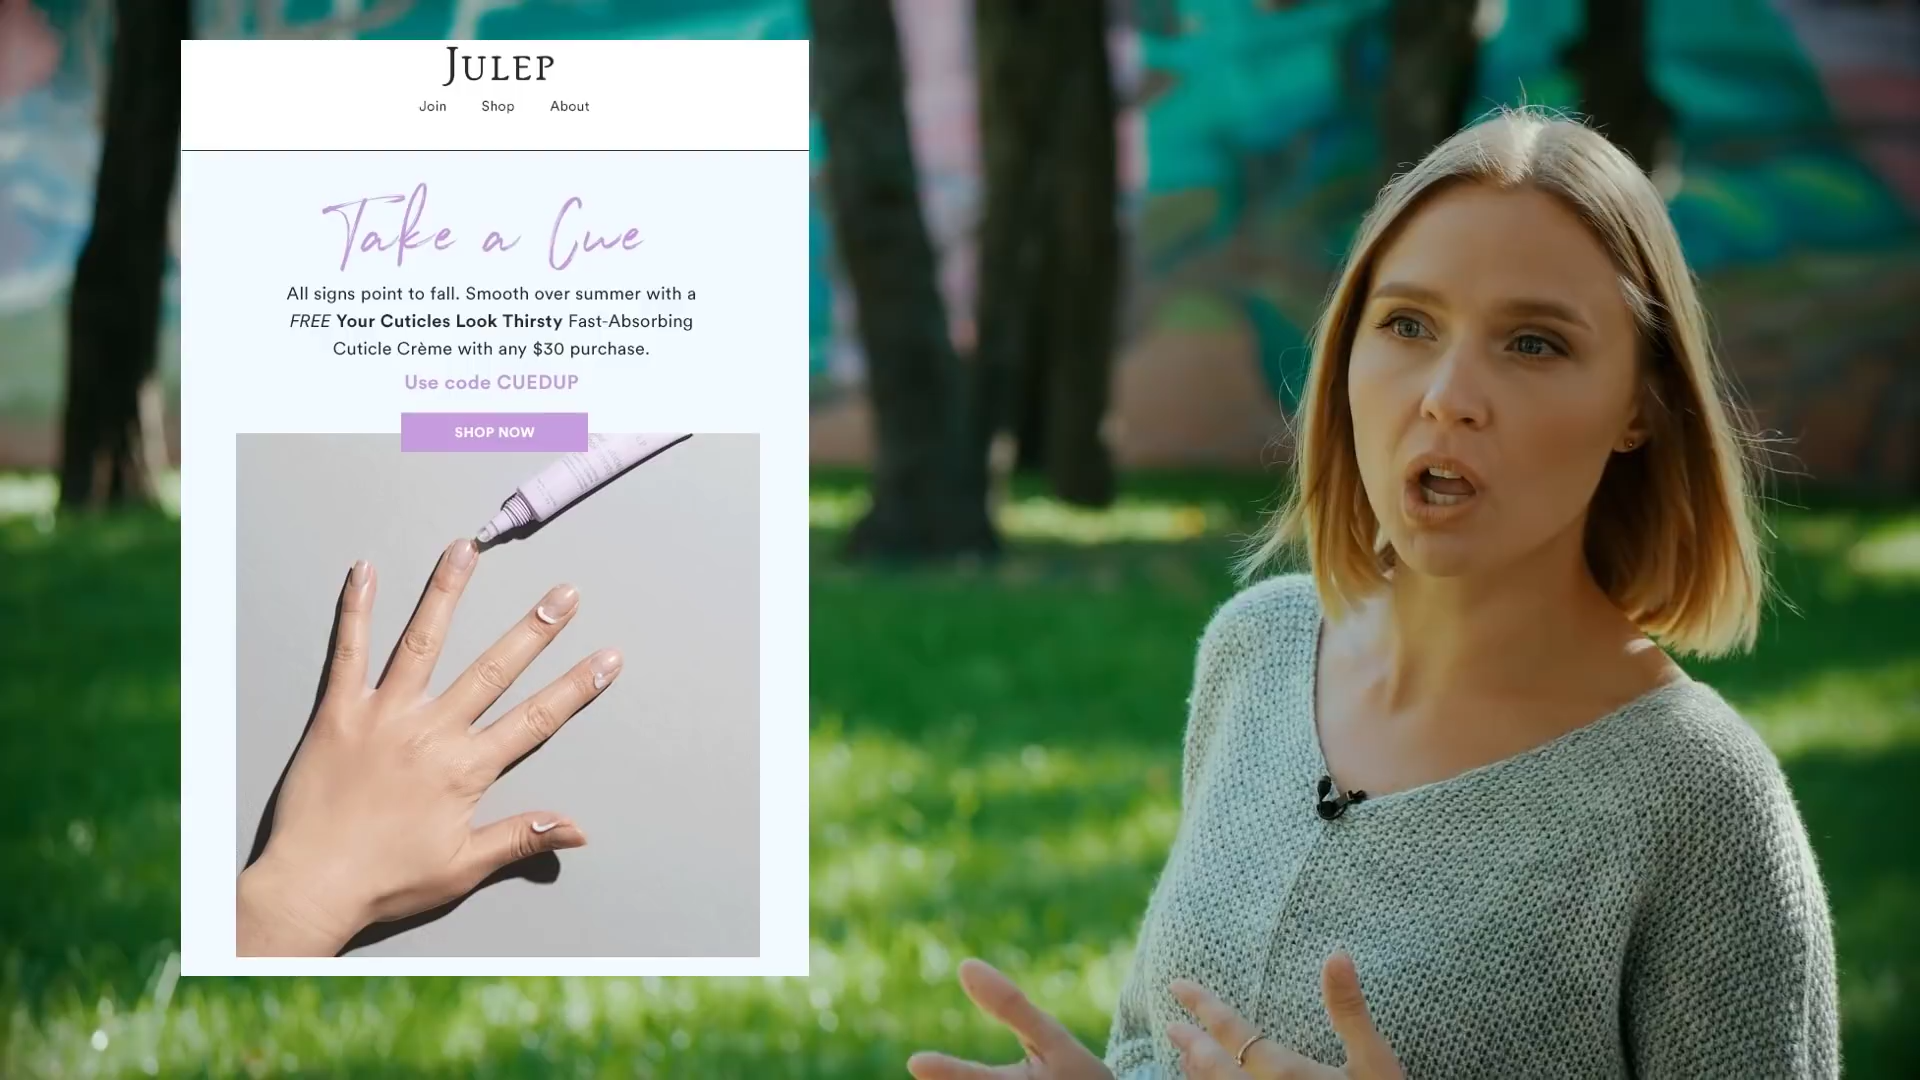 JULEP
Join Shop About
Take a Cue
All signs point to fall. Smooth over summer with a
FREE Your Cuticles Look Thirsty Fast-Absorbing
Cuticle Crème with any $30 purchase.
Use code CUEDUP
SHOP NOW